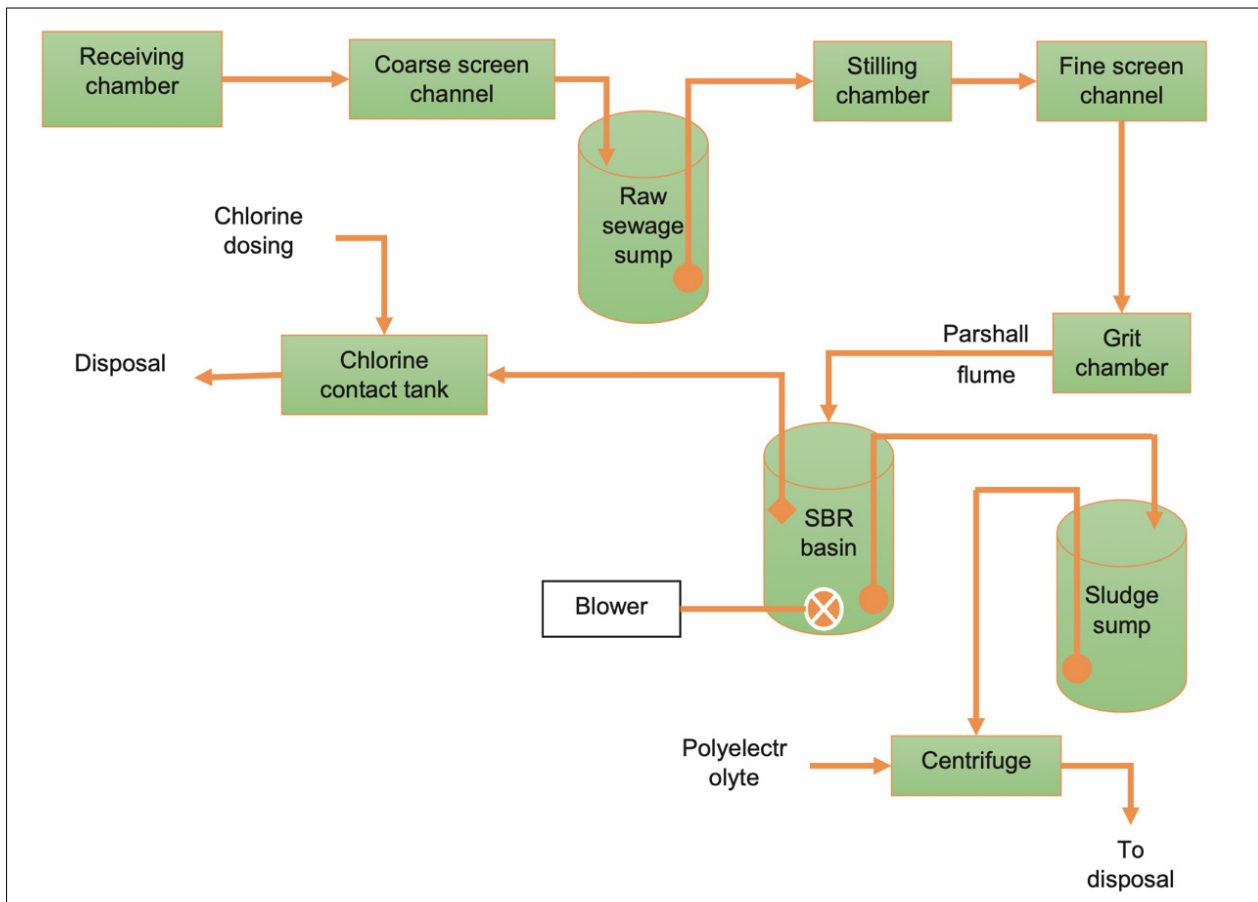 Receiving
chamber
Coarse screen
channel
Stilling
chamber
Fine screen
channel
Raw
sewage
sump
Chlorine
dosing
Disposal
Chlorine
contact tank
Parshall
flume
Grit
chamber
SBR
basin
Blower
Sludge
sump
Polyelectr
olyte
Centrifuge
To
disposal